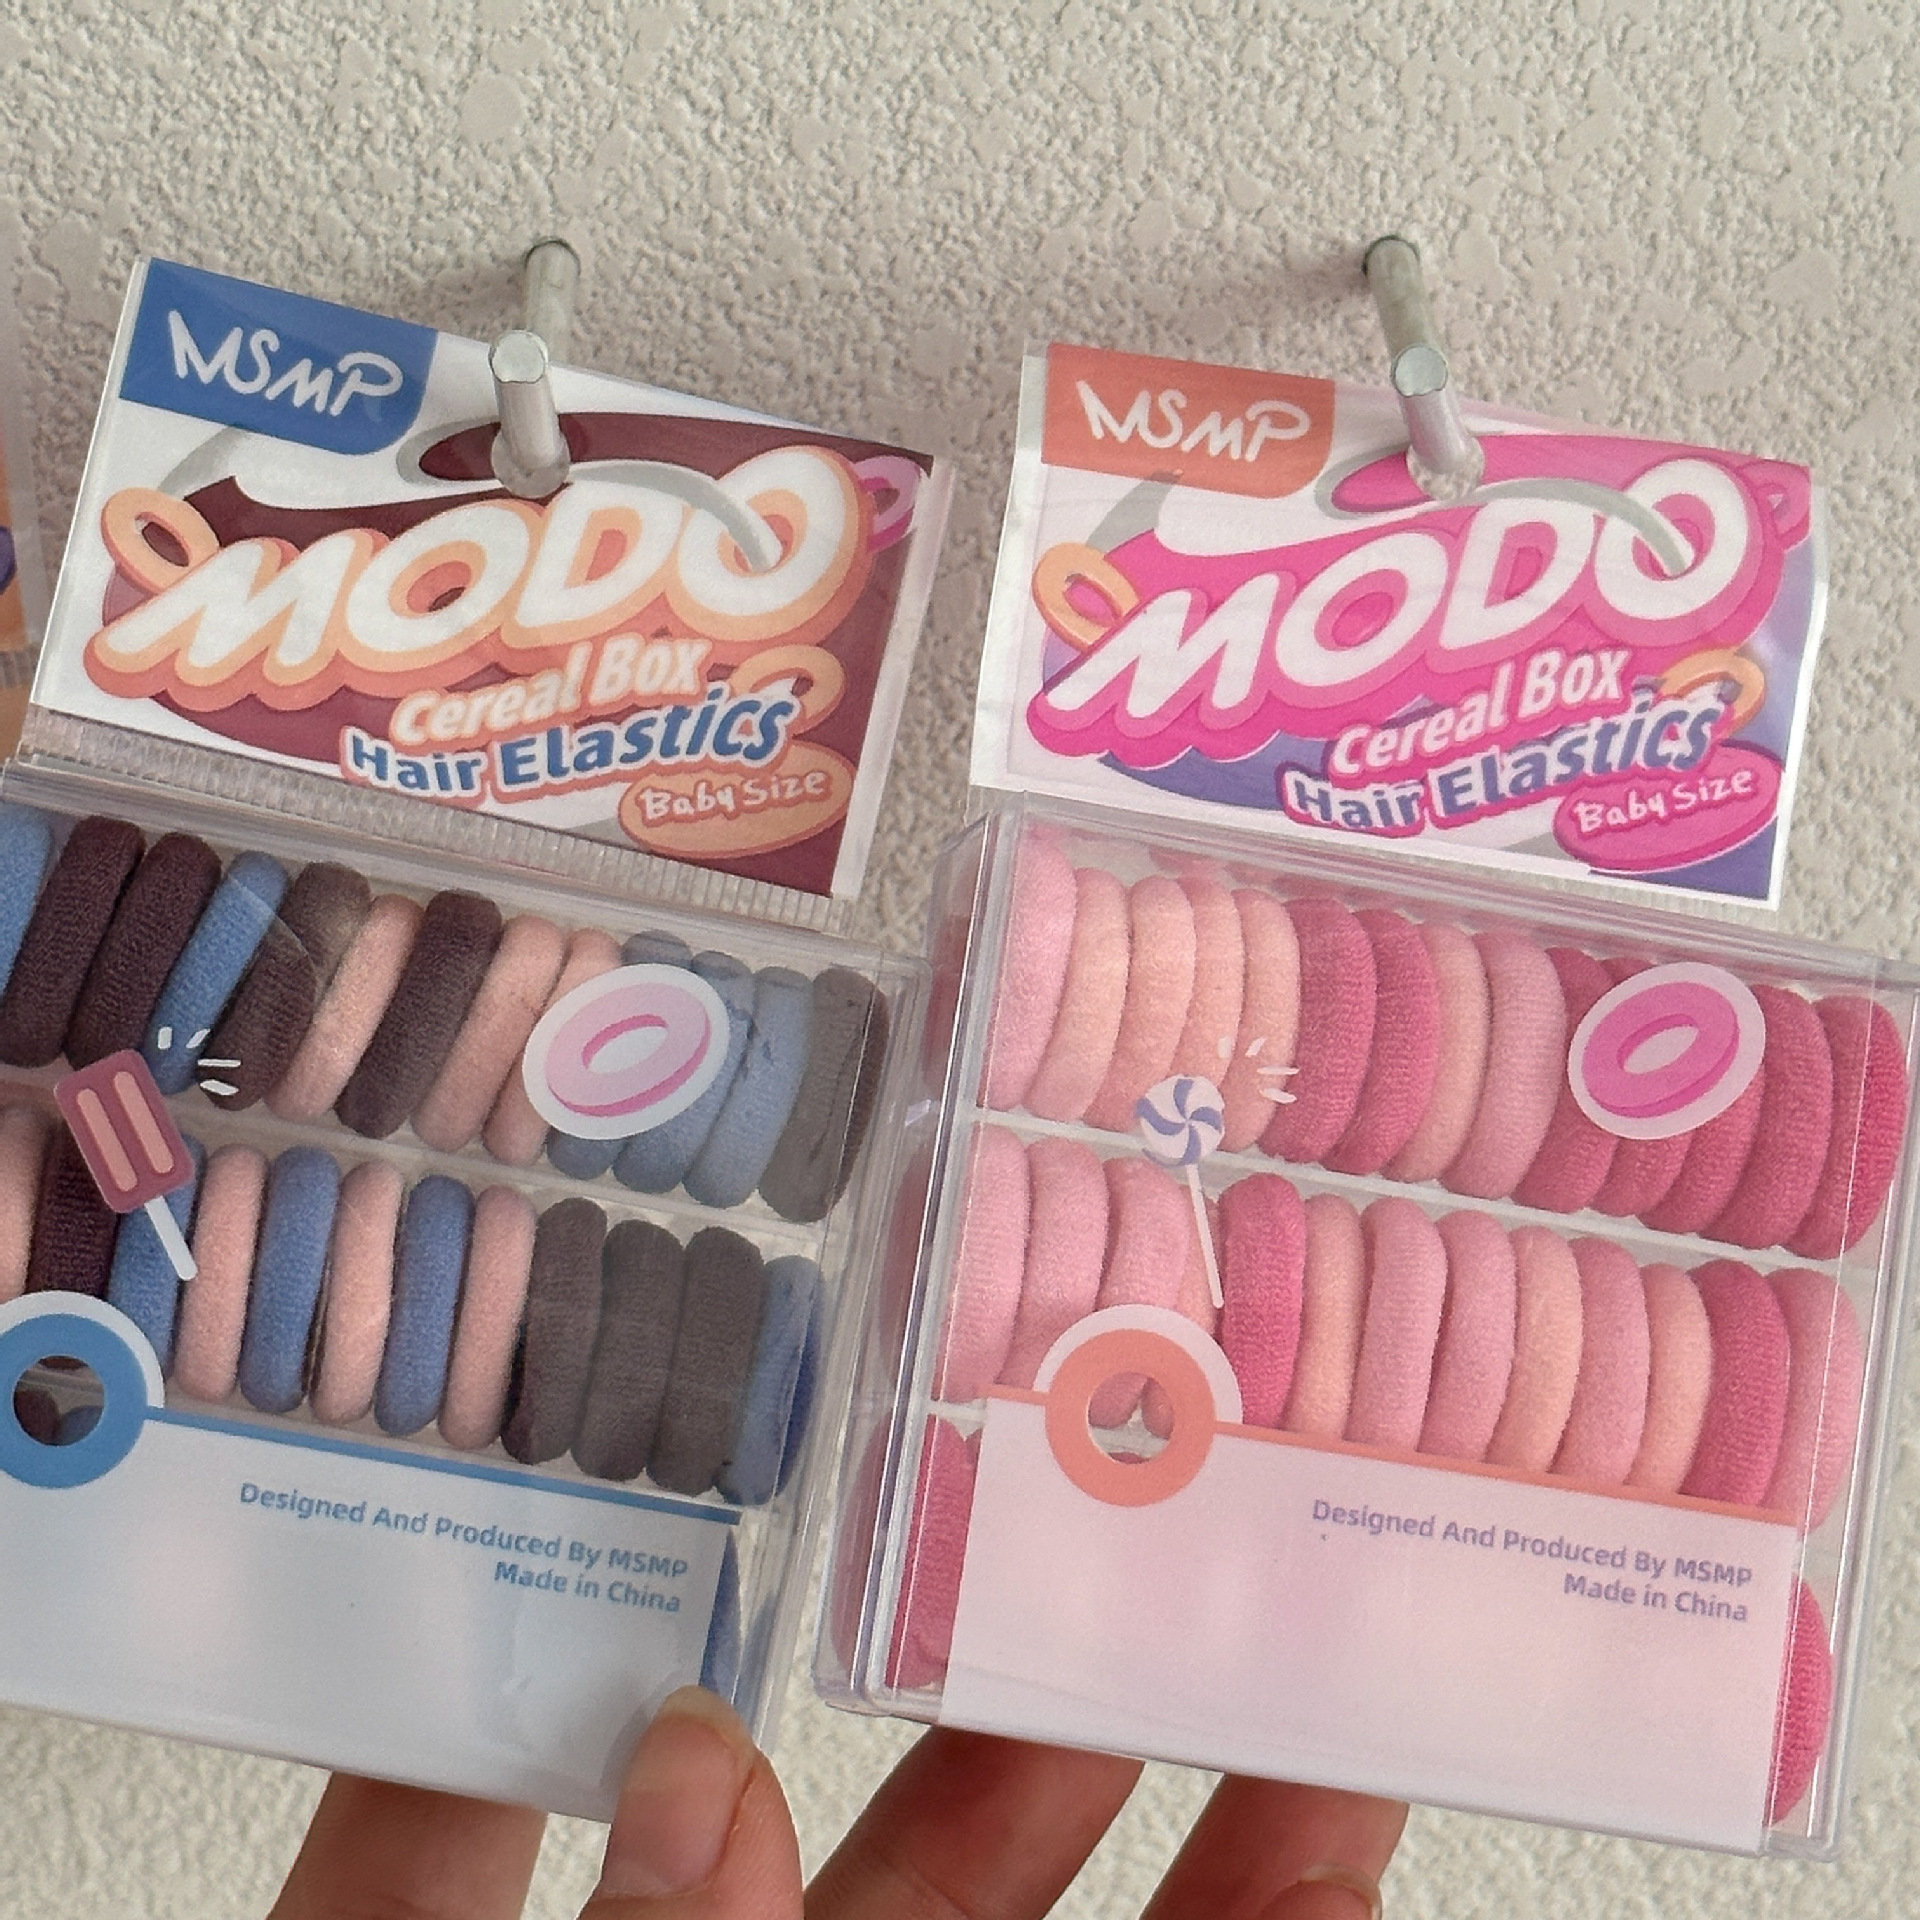 MSMP
MODO
Cereal Box
Hair Elastics
Baby Size
Designed And Produced By MSMP
Made in China
MSMP
MODO
Cereal Box
Hair Elastics
Baby Size
Designed And Produced By MSMP
Made in China